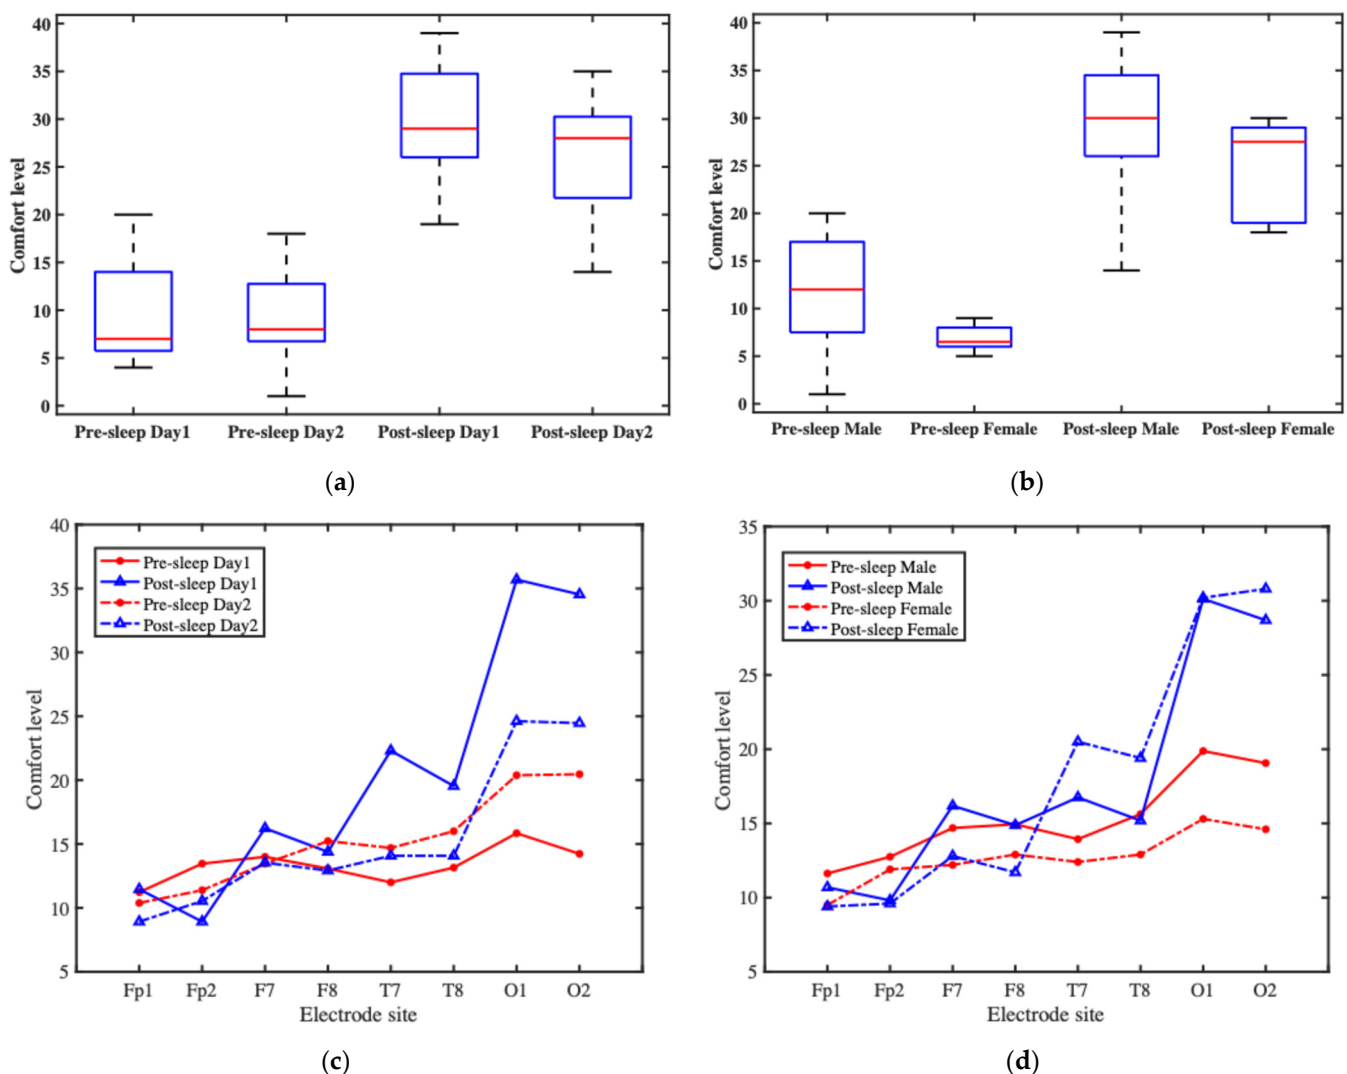 40
35
30
25
20
15
10
5
0
Comfort level
Pre-sleep Day1 Pre-sleep Day2 Post-sleep Day1 Post-sleep Day2
(a)
40
35
30
25
20
15
10
5
0
Comfort level
Pre-sleep Male Pre-sleep Female Post-sleep Male Post-sleep Female
(b)
40
35
30
25
20
15
10
5
Comfort level
Pre-sleep Day1
Post-sleep Day1
Pre-sleep Day2
Post-sleep Day2
Fp1 Fp2 F7 F8 T7 T8 O1 O2
Electrode site
(c)
35
30
25
20
15
10
5
Comfort level
Pre-sleep Male
Post-sleep Male
Pre-sleep Female
Post-sleep Female
Fp1 Fp2 F7 F8 T7 T8 O1 O2
Electrode site
(d)